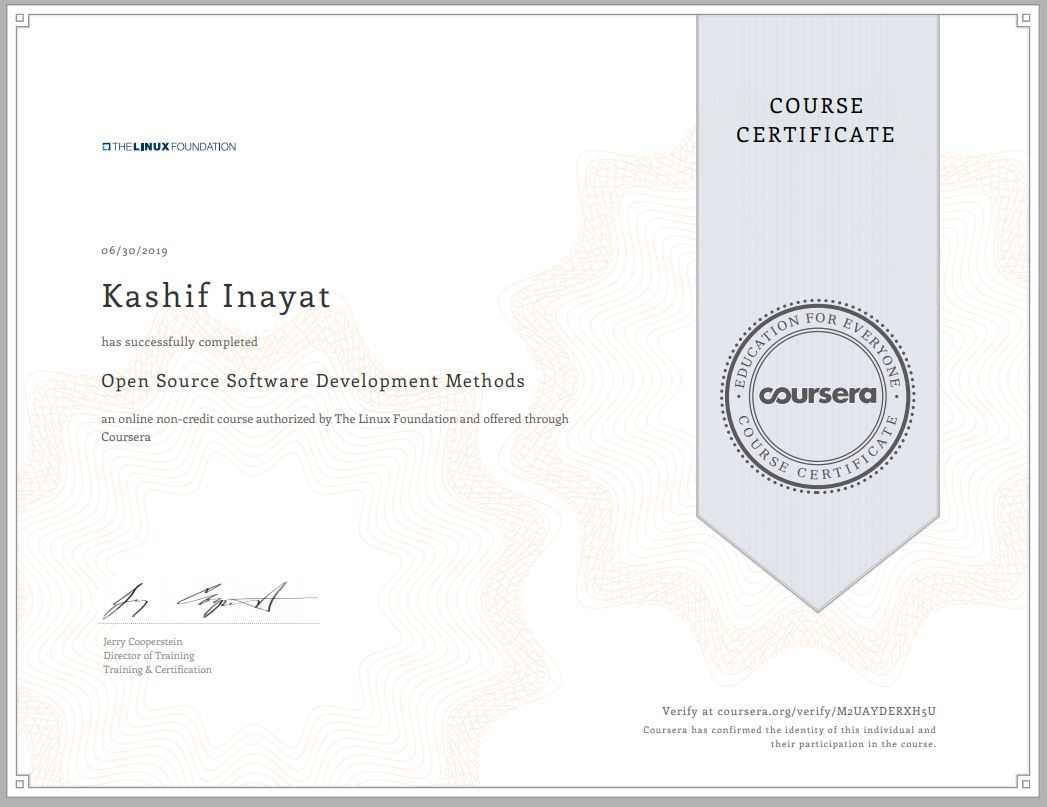 COURSE
CERTIFICATE
THE LINUX FOUNDATION
06/30/2019
Kashif Inayat
has successfully completed
Open Source Software Development Methods
an online non-credit course authorized by The Linux Foundation and offered through
Coursera
EDUCATION FOR EVERYONE
coursera
COURSE CERTIFICATE
Jerry Cooperstein
Director of Training
Training & Certification
Verify at coursera.org/verify/M2UAYDERXH5U
Coursera has confirmed the identity of this individual and
their participation in the course.